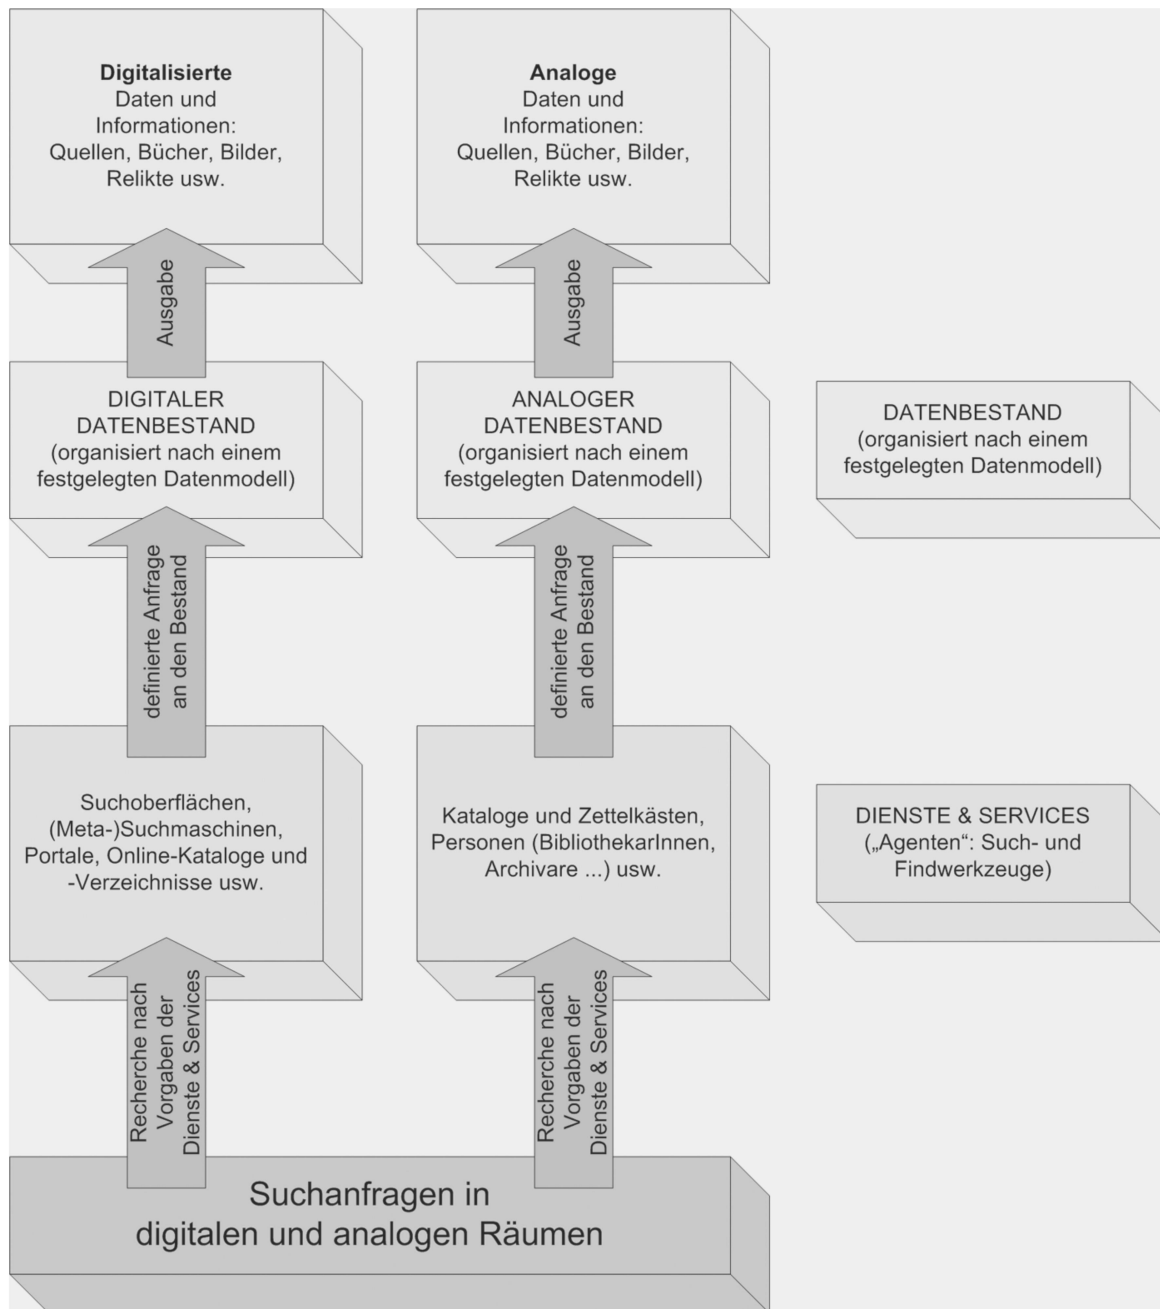 Digitalisierte
Daten und
Informationen:
Quellen, Bücher, Bilder,
Relikte usw.
Analoge
Daten und
Informationen:
Quellen, Bücher, Bilder,
Relikte usw.
Ausgabe
Ausgabe
DIGITALER
DATENBESTAND
(organisiert nach einem
festgelegten Datenmodell)
ANALOGER
DATENBESTAND
(organisiert nach einem
festgelegten Datenmodell)
DATENBESTAND
(organisiert nach einem
festgelegten Datenmodell)
definierte Anfrage
an den Bestand
definierte Anfrage
an den Bestand
Suchoberflächen,
(Meta-)Suchmaschinen,
Portale, Online-Kataloge und
-Verzeichnisse usw.
Kataloge und Zettelkästen,
Personen (BibliothekarInnen,
Archivare ...) usw.
DIENSTE & SERVICES
(„Agenten“: Such- und
Findwerkzeuge)
Recherche nach
Vorgaben der
Dienste & Services
Recherche nach
Vorgaben der
Dienste & Services
Suchanfragen in
digitalen und analogen Räumen